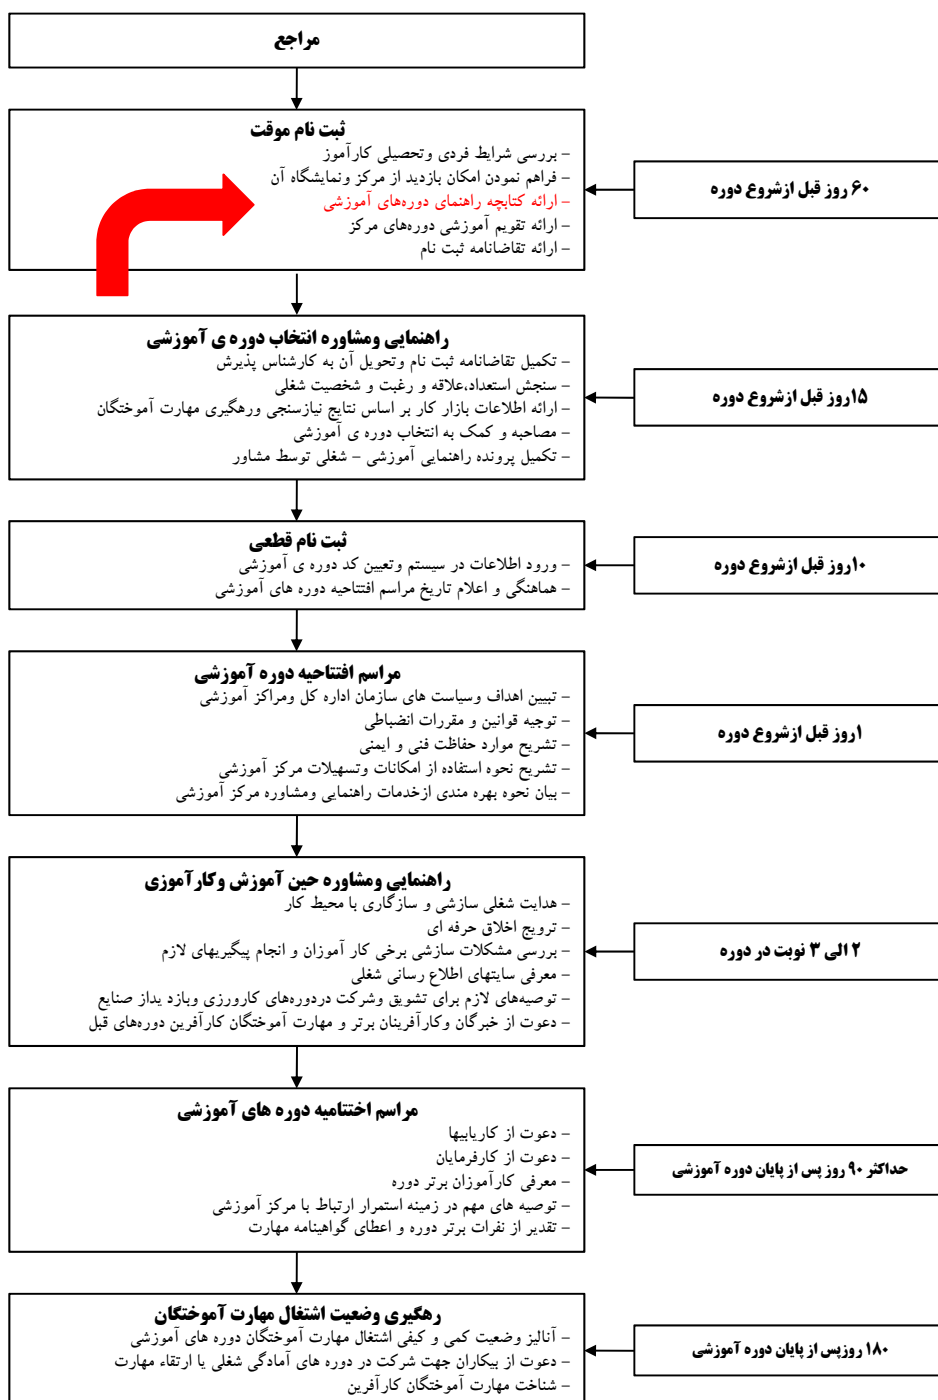 مراجع
ثبت نام موقت
- بررسی شرایط فردی وتحصیلی کارآموز
- فراهم نمودن امکان بازدید از مرکز ونمایشگاه آن
- ارائه کتابچه راهنمای دوره‌های آموزشی
- ارائه تقویم آموزشی دوره‌های مرکز
- ارائه تقاضانامه ثبت نام
۶۰ روز قبل ازشروع دوره
راهنمایی ومشاوره انتخاب دوره ی آموزشی
- تکمیل تقاضانامه ثبت نام وتحویل آن به کارشناس پذیرش
- سنجش استعداد،علاقه و رغبت و شخصیت شغلی
- ارائه اطلاعات بازار کار بر اساس نتایج نیازسنجی ورهگیری مهارت آموختگان
- مصاحبه و کمک به انتخاب دوره ی آموزشی
- تکمیل پرونده راهنمایی آموزشی – شغلی توسط مشاور
۱۵روز قبل ازشروع دوره
ثبت نام قطعی
- ورود اطلاعات در سیستم وتعیین کد دوره ی آموزشی
- هماهنگی و اعلام تاریخ مراسم افتتاحیه دوره های آموزشی
۱۰روز قبل ازشروع دوره
مراسم افتتاحیه دوره آموزشی
- تبیین اهداف وسیاست های سازمان اداره کل ومراکز آموزشی
- توجیه قوانین و مقررات انضباطی
- تشریح موارد حفاظت فنی و ایمنی
- تشریح نحوه استفاده از امکانات وتسهیلات مرکز آموزشی
- بیان نحوه بهره مندی ازخدمات راهنمایی ومشاوره مرکز آموزشی
۱روز قبل ازشروع دوره
راهنمایی ومشاوره حین آموزش وکارآموزی
- هدایت شغلی سازشی و سازگاری با محیط کار
- ترویج اخلاق حرفه ای
- بررسی مشکلات سازشی برخی کار آموزان و انجام پیگیریهای لازم
- معرفی سایتهای اطلاع رسانی شغلی
- توصیه‌های لازم برای تشویق وشرکت دردوره‌های کارورزی وبازد یداز صنایع
- دعوت از خبرگان وکارآفرینان برتر و مهارت آموختگان کارآفرین دوره‌های قبل
۲ الی ۳ نوبت در دوره
مراسم اختتامیه دوره های آموزشی
- دعوت از کاریابیها
- دعوت از کارفرمایان
- معرفی کارآموزان برتر دوره
- توصیه های مهم در زمینه استمرار ارتباط با مرکز آموزشی
- تقدیر از نفرات برتر دوره و اعطای گواهینامه مهارت
حداکثر ۹۰ روز پس از پایان دوره آموزشی
رهگیری وضعیت اشتغال مهارت آموختگان
- آنالیز وضعیت کمی و کیفی اشتغال مهارت آموختگان دوره های آموزشی
- دعوت از بیکاران جهت شرکت در دوره های آمادگی شغلی یا ارتقاء مهارت
- شناخت مهارت آموختگان کارآفرین
۱۸۰ روزپس از پایان دوره آموزشی